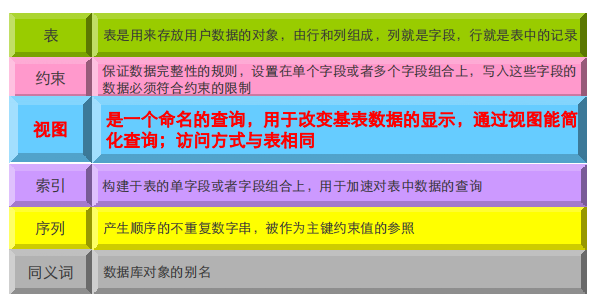 表
表是用来存放用户数据的对象，由行和列组成，列就是字段，行就是表中的记录
约束
保证数据完整性的规则，设置在单个字段或者多个字段组合上，写入这些字段的
数据必须符合约束的限制
视图
是一个命名的查询，用于改变基表数据的显示，通过视图能简
化查询；访问方式与表相同
索引
构建于表的单字段或者字段组合上，用于加速对表中数据的查询
序列
产生顺序的不重复数字串，被作为主键约束值的参照
同义词
数据库对象的别名